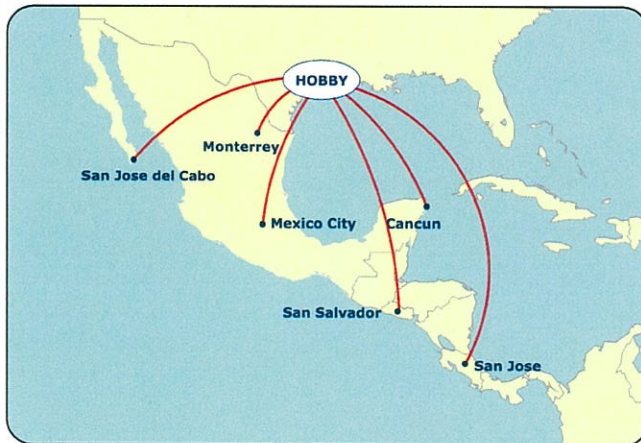 HOBBY
Monterrey
San Jose del Cabo
Mexico City
Cancun
San Salvador
San Jose